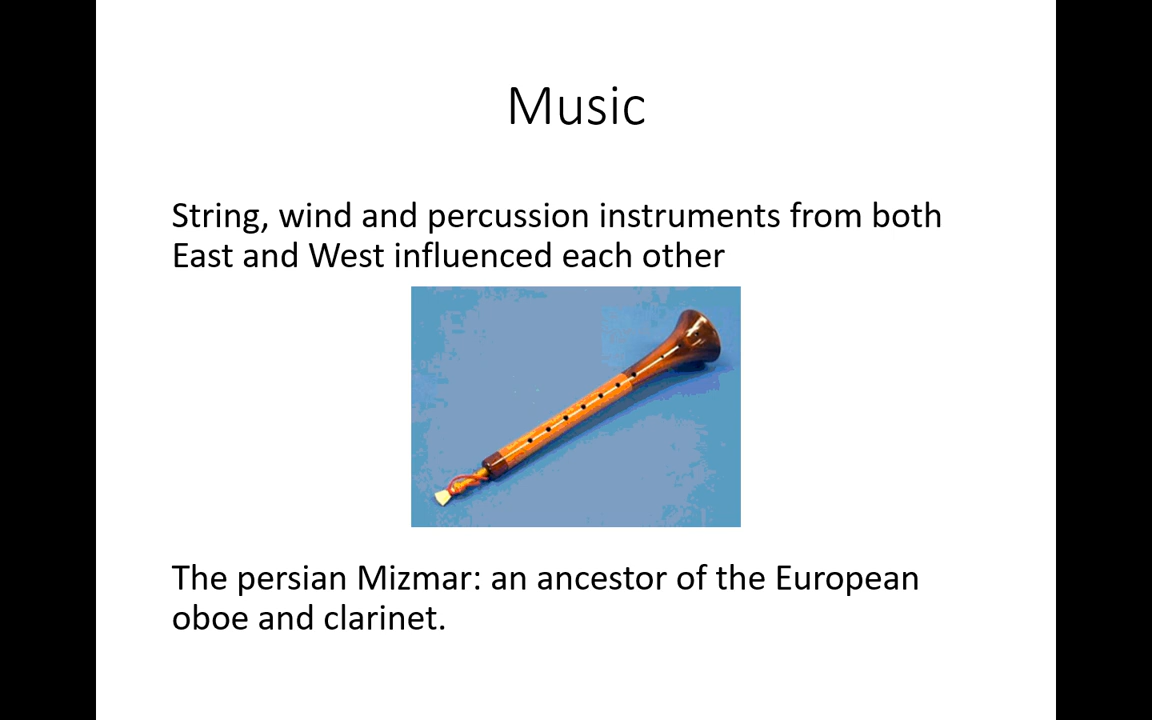 Music
String, wind and percussion instruments from both
East and West influenced each other
The persian Mizmar: an ancestor of the European
oboe and clarinet.